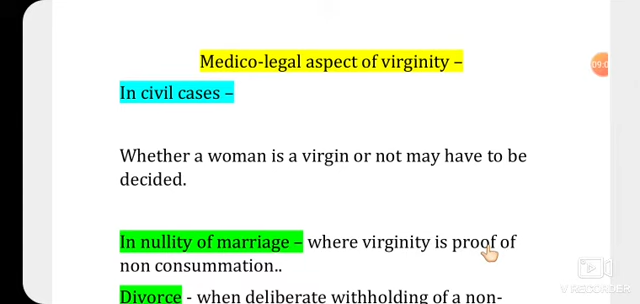 Medico-legal aspect of virginity –
In civil cases –
Whether a woman is a virgin or not may have to be
decided.
In nullity of marriage – where virginity is proof of
non consummation..
Divorce - when deliberate withholding of a non-
V RECORDER